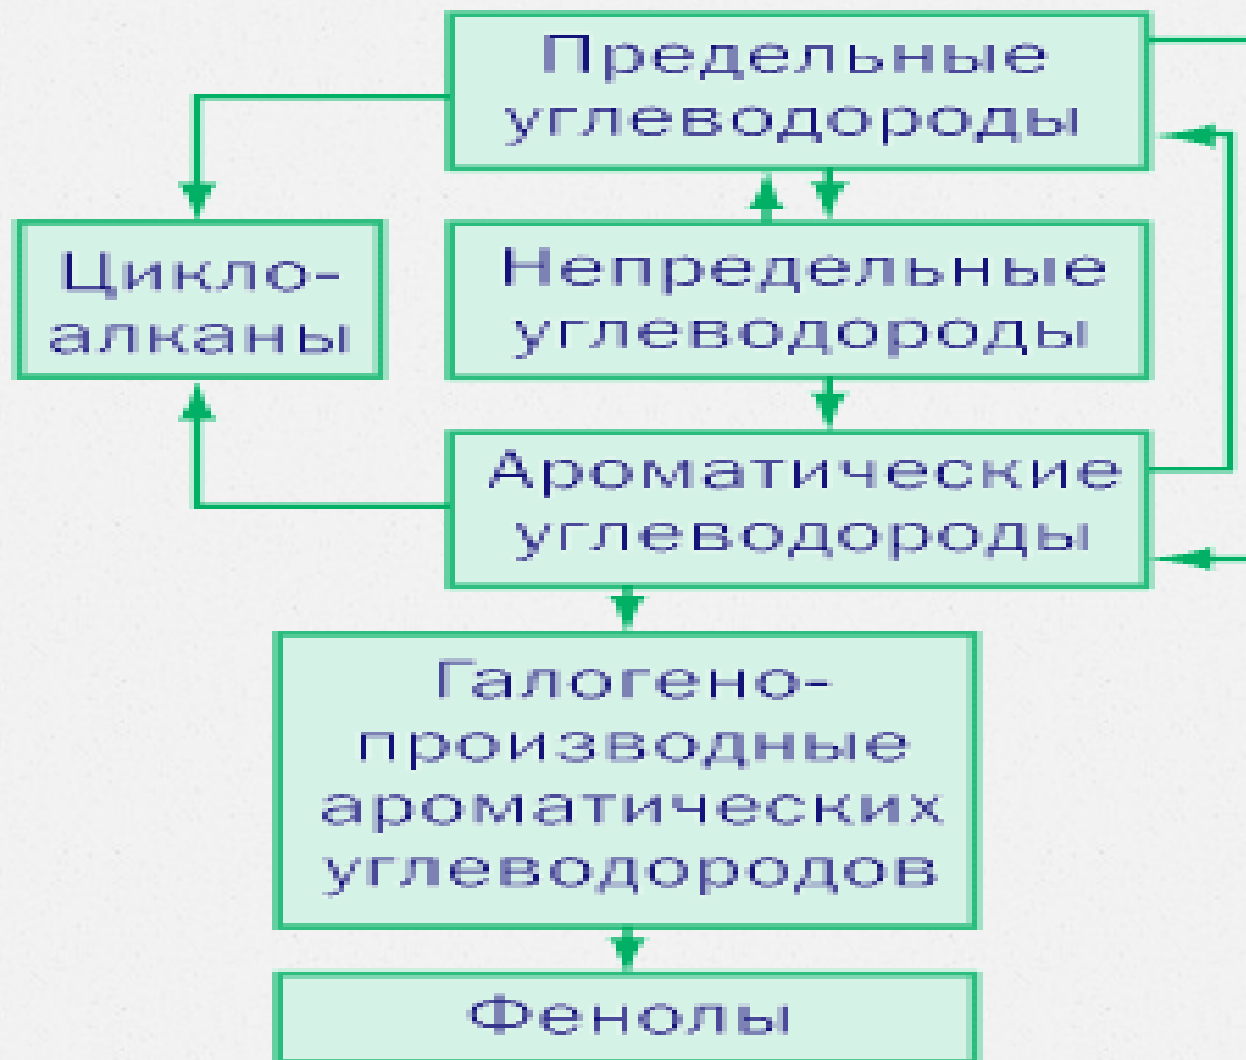 Предельные
углеводороды
Цикло-
алканы
Непредельные
углеводороды
Ароматические
углеводороды
Галогено-
производные
ароматических
углеводородов
Фенолы